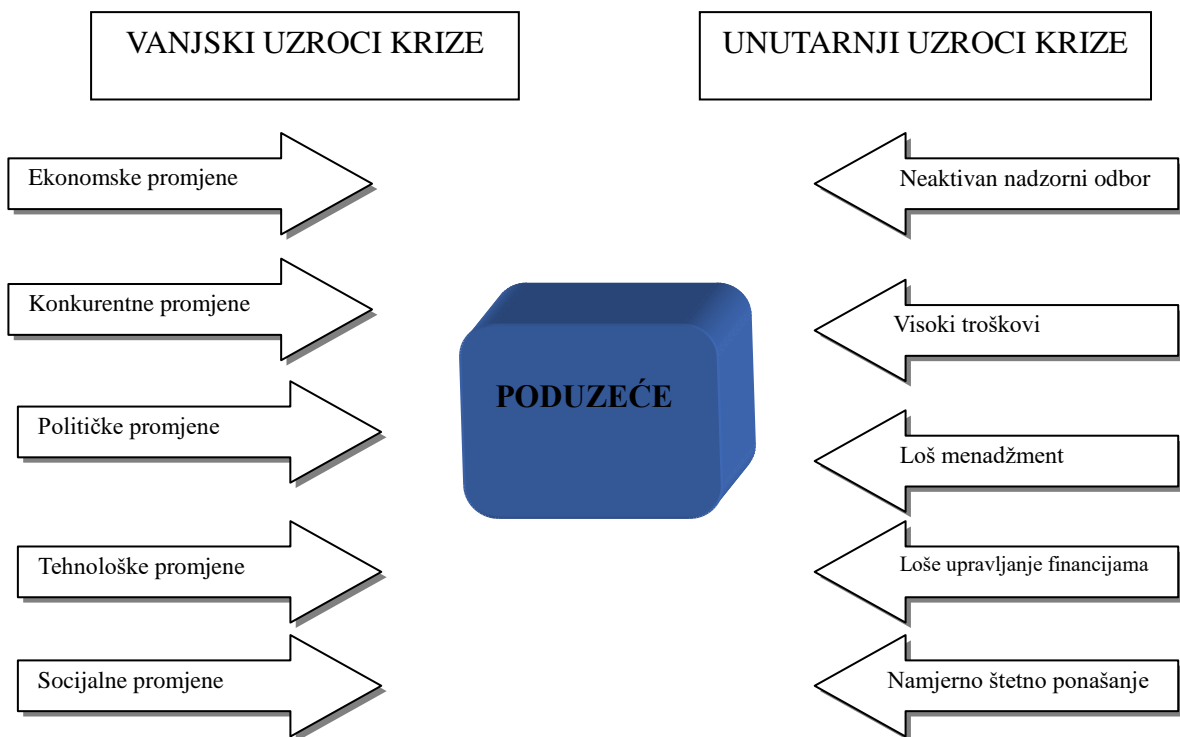 VANJSKI UZROCI KRIZE
UNUTARNJI UZROCI KRIZE
Ekonomske promjene
Neaktivan nadzorni odbor
Konkurentne promjene
Visoki troškovi
PODUZEĆE
Političke promjene
Loš menadžment
Tehnološke promjene
Loše upravljanje financijama
Socijalne promjene
Namjerno štetno ponašanje